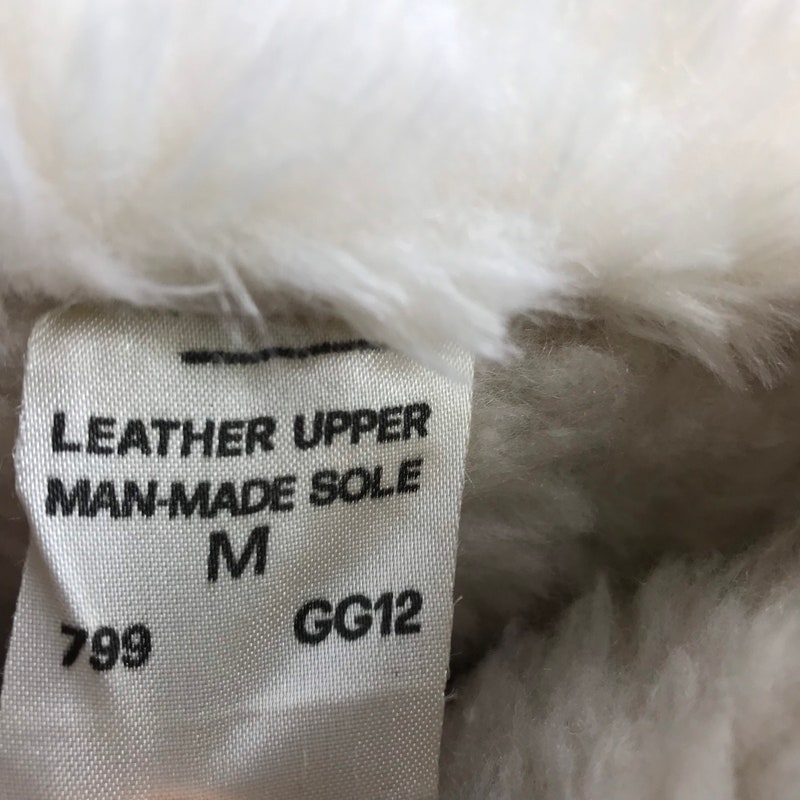 LEATHER UPPER
MAN-MADE SOLE
M
799 GG12